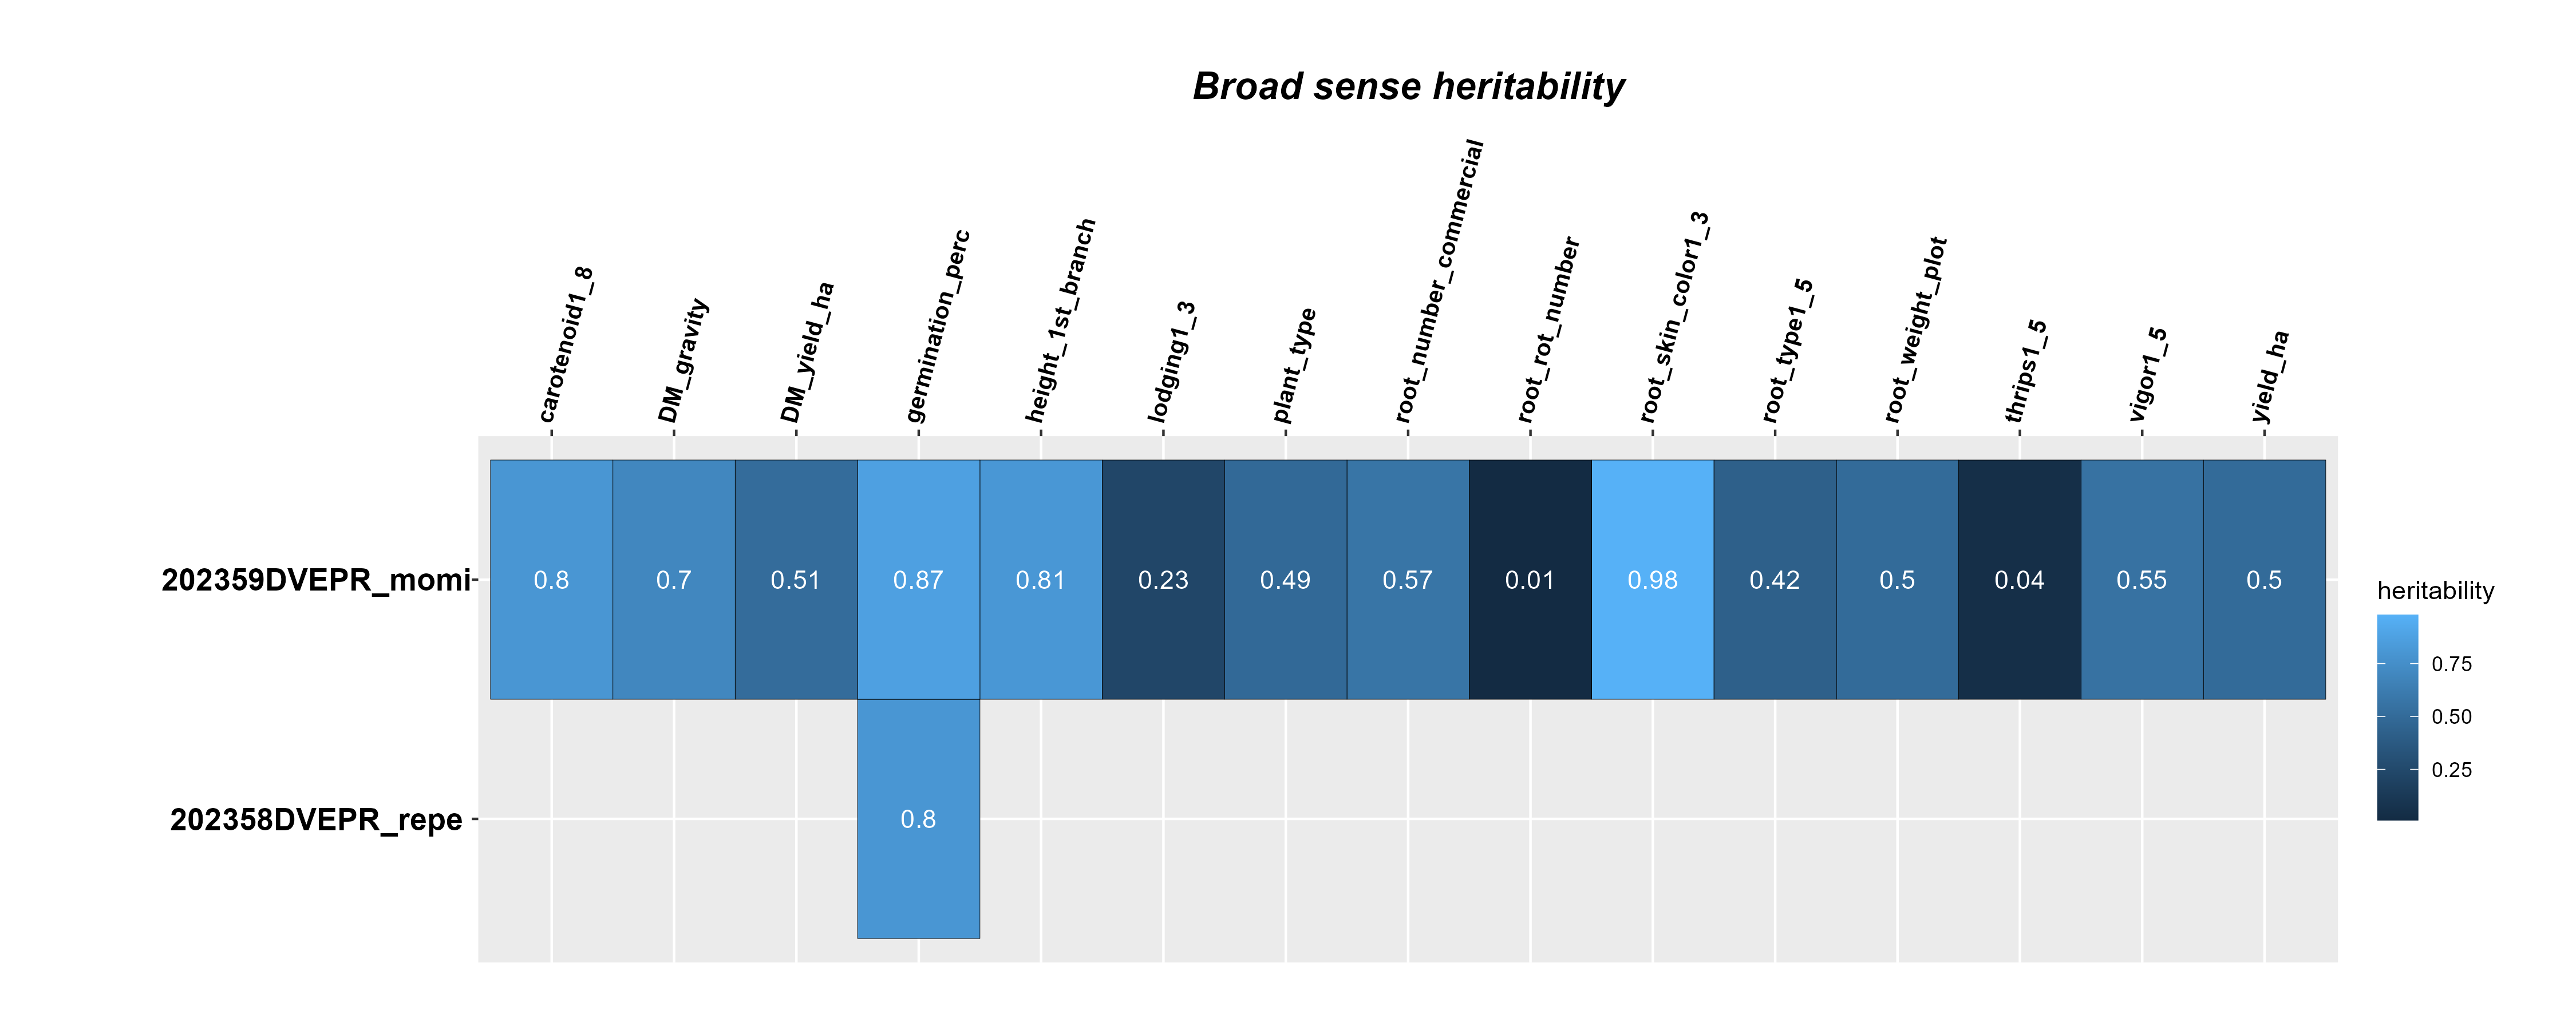 Broad sense heritability
carotenoid1_8
DM_gravity
DM_yield_ha
germination_perc
height_1st_branch
lodging1_3
plant_type
root_number_commercial
root_rot_number
root_skin_color1_3
root_type1_5
root_weight_plot
thrips1_5
vigor1_5
yield_ha
202359DVEPR_momi 0.8 0.7 0.51 0.87 0.81 0.23 0.49 0.57 0.01 0.98 0.42 0.5 0.04 0.55 0.5
202358DVEPR_repe 0.8
heritability
0.75
0.50
0.25